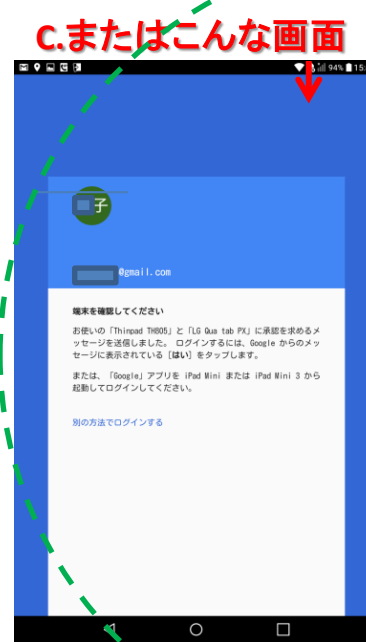 C.またはこんな画面
94% 15:
子
@gmail.com
端末を確認してください
お使いの「Thinpad TH805」と「LG Qua tab PX」に承認を求めるメ
ッセージを送信しました。 ログインするには、Google からのメッ
セージに表示されている [はい] をタップします。
または、「Google」アプリを iPad Mini または iPad Mini 3 から
起動してログインしてください。
別の方法でログインする